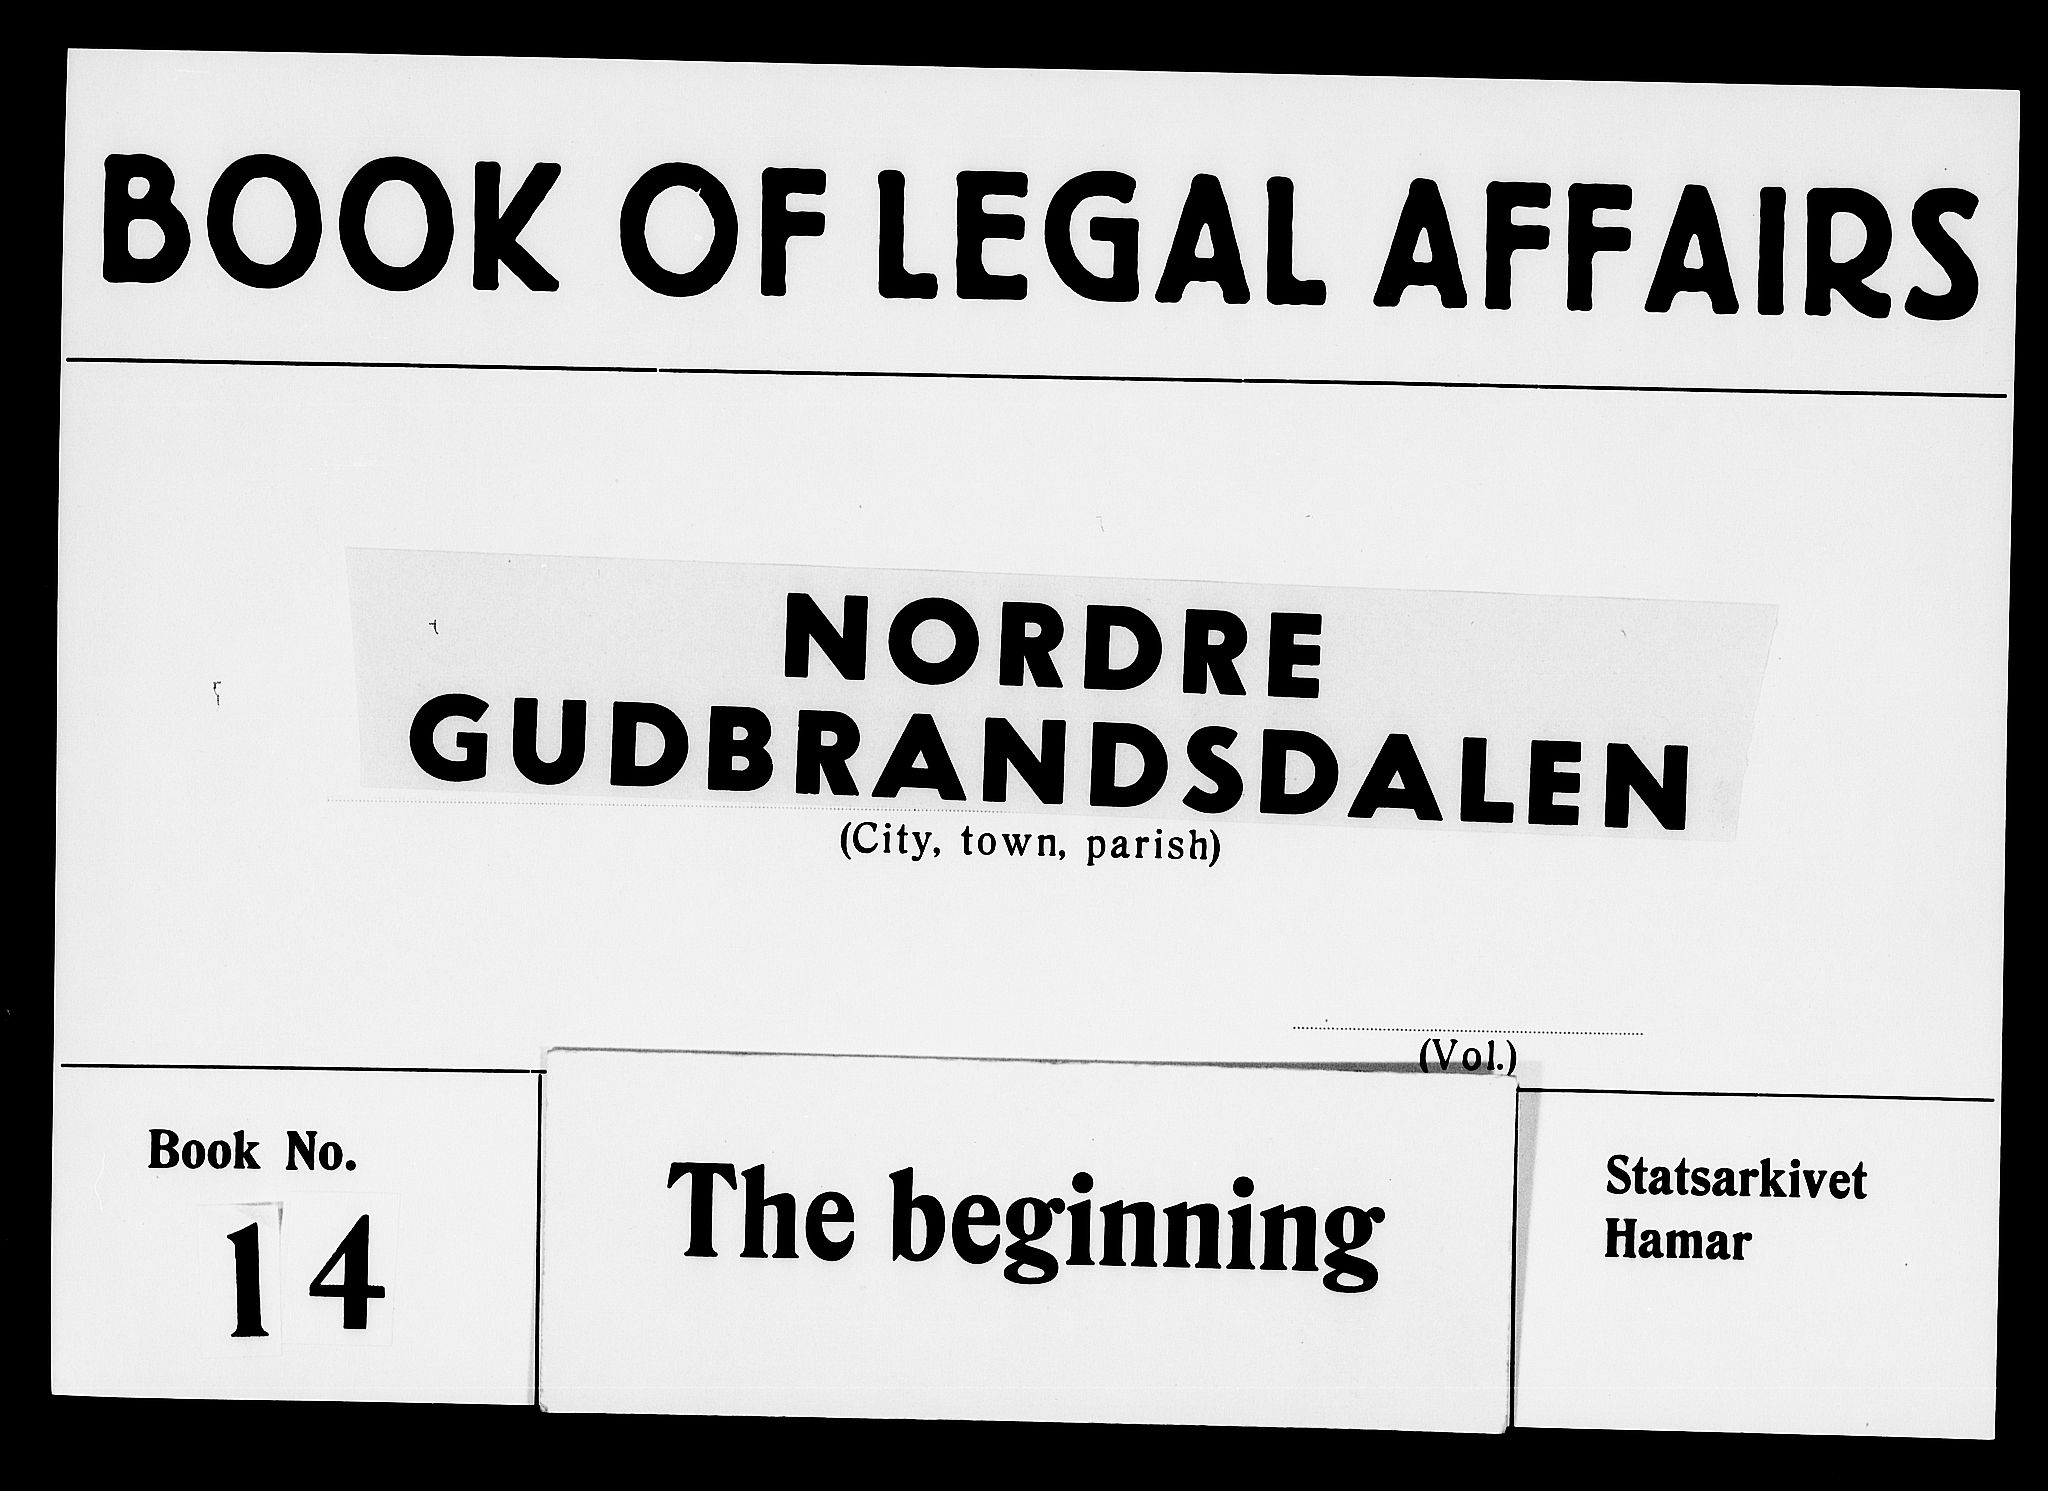 BOOK OF LEGAL AFFAIRS
NORDRE
GUDBRANDSDALEN
(City, town, parish)
(Vol.)
Book No.
14
The beginning
Statsarkivet
Hamar